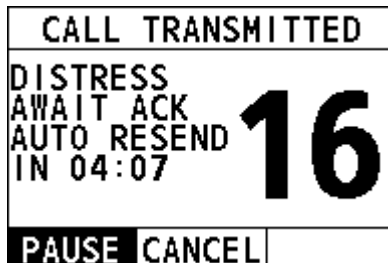 CALL TRANSMITTED
DISTRESS
AWAIT ACK
AUTO RESEND
IN 04:07
16
PAUSE CANCEL